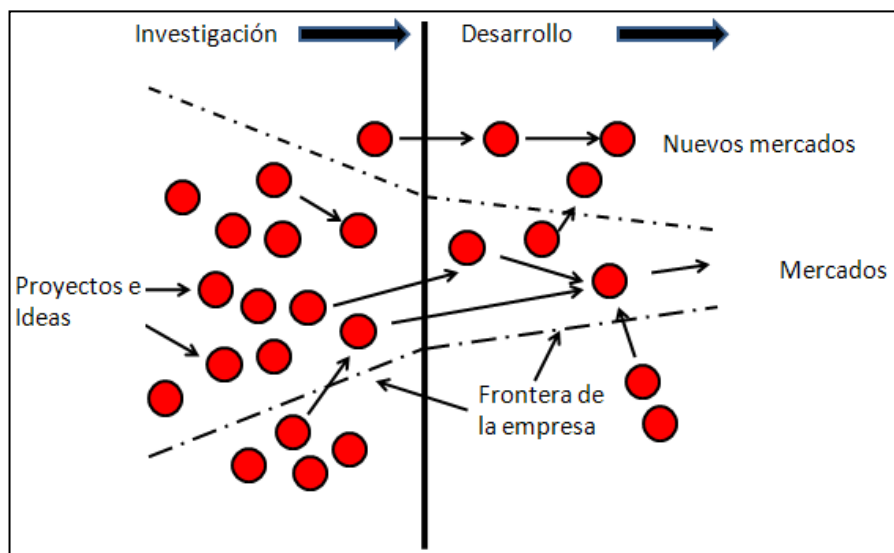 Investigación
Desarrollo
Nuevos mercados
Mercados
Proyectos e
Ideas
Frontera de
la empresa